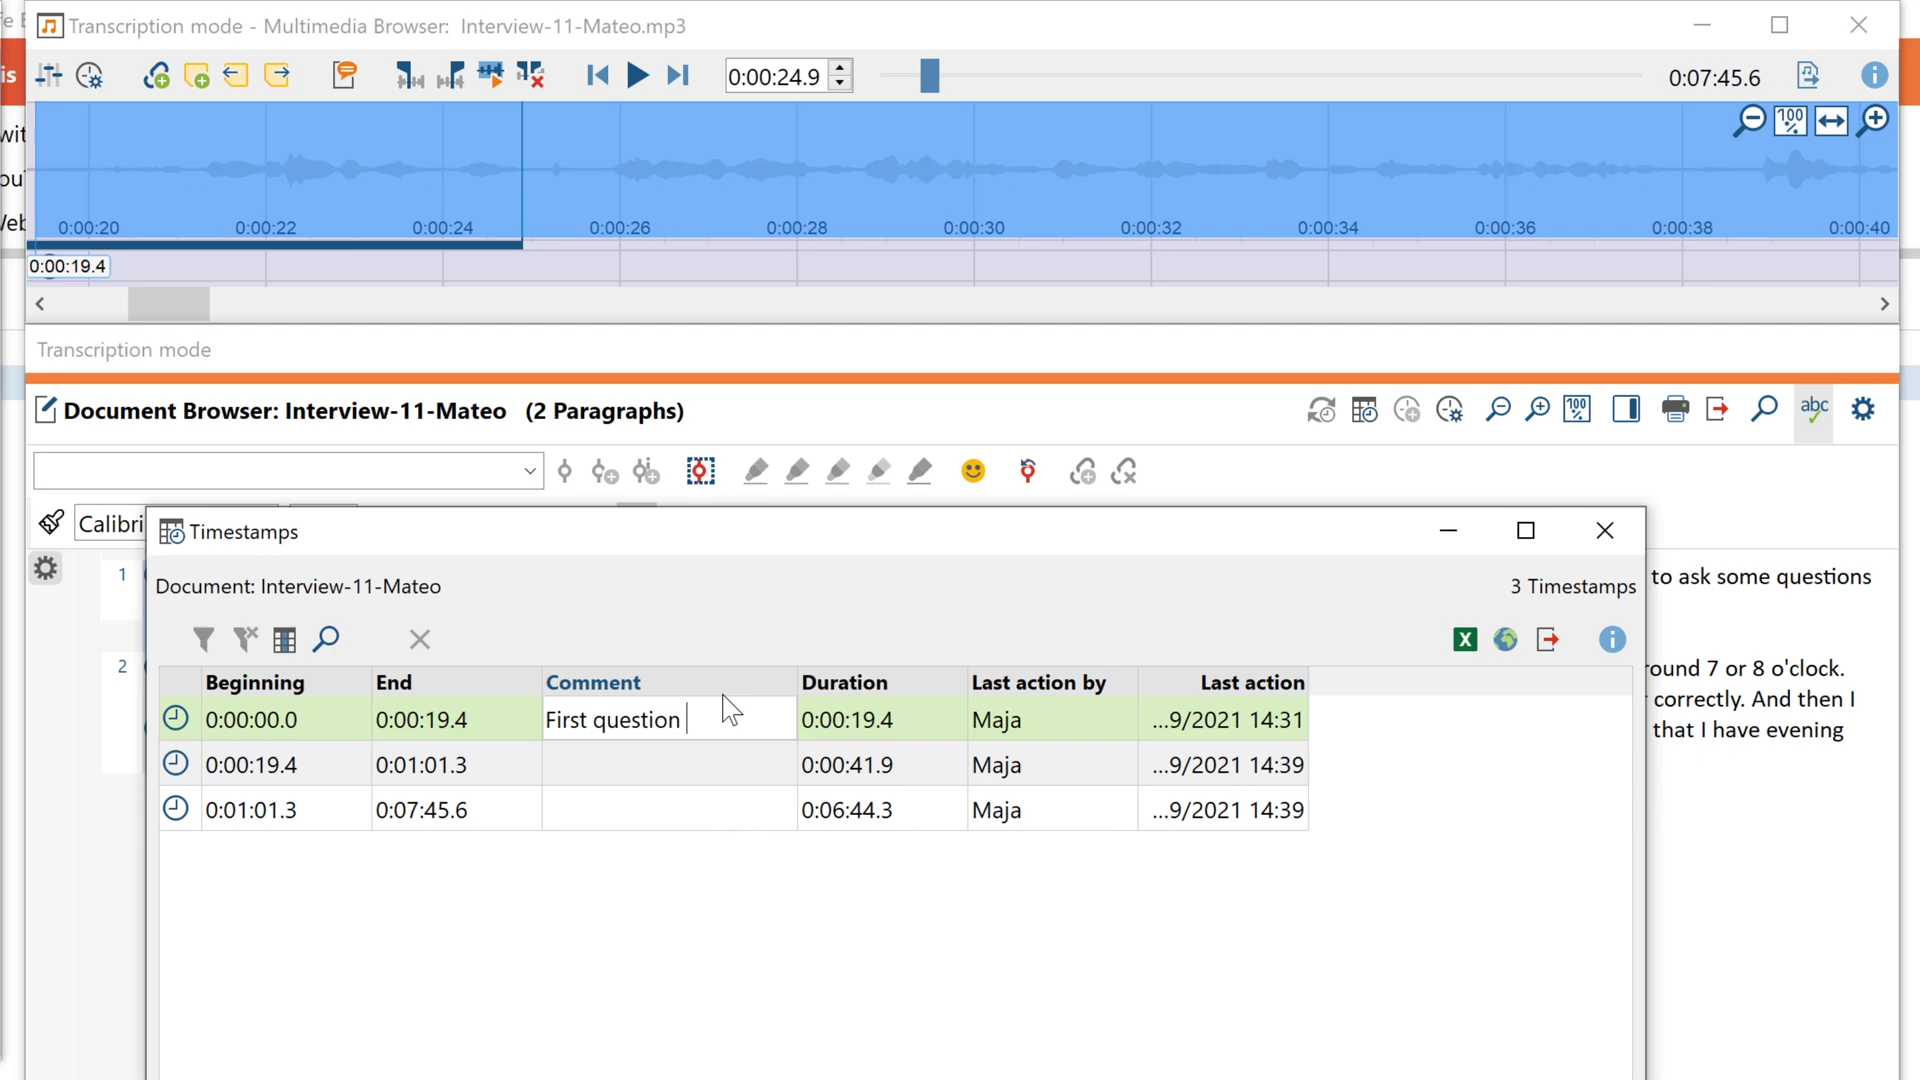 Transcription mode - Multimedia Browser: Interview-11-Mateo.mp3
0:00:24.9
0:07:45.6
100 %
0:00:20 0:00:22 0:00:24 0:00:26 0:00:28 0:00:30 0:00:32 0:00:34 0:00:36 0:00:38 0:00:40
0:00:19.4
Transcription mode
Document Browser: Interview-11-Mateo (2 Paragraphs)
100 %
abc
Calibri
Timestamps
1
to ask some questions
Document: Interview-11-Mateo
3 Timestamps
2
round 7 or 8 o'clock.
correctly. And then I
that I have evening
Beginning End Comment Duration Last action by Last action
0:00:00.0 0:00:19.4 First question 0:00:19.4 Maja ...9/2021 14:31
0:00:19.4 0:01:01.3 0:00:41.9 Maja ...9/2021 14:39
0:01:01.3 0:07:45.6 0:06:44.3 Maja ...9/2021 14:39